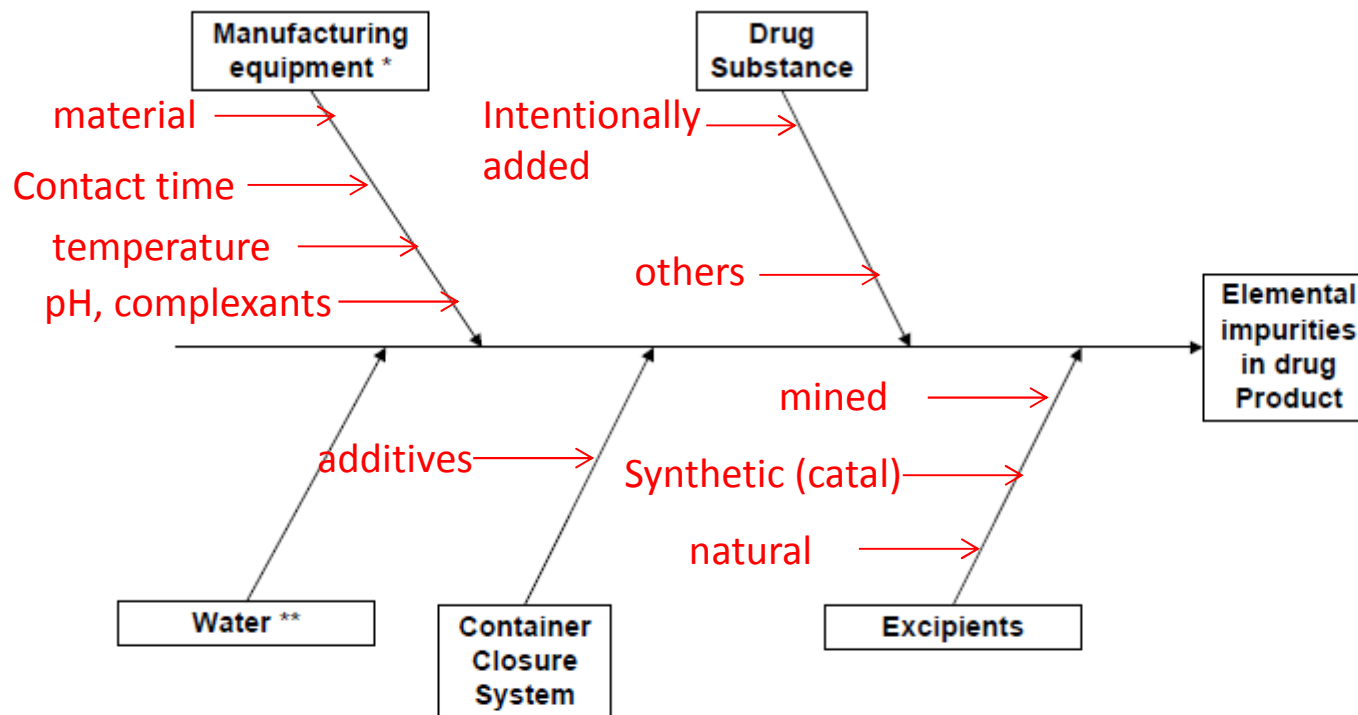 Manufacturing
equipment *
Drug
Substance
material
Intentionally
added
Contact time
temperature
others
pH, complexants
Elemental
impurities
in drug
Product
mined
additives
Synthetic (catal)
natural
Water **
Container
Closure
System
Excipients